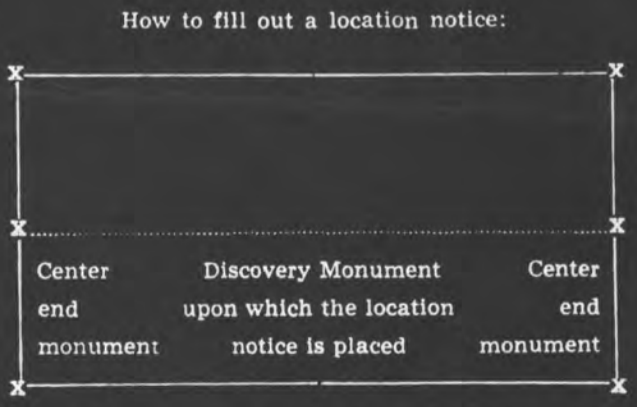 How to fill out a location notice:
X X
X X
Center Discovery Monument Center
end upon which the location end
monument notice is placed monument
X X